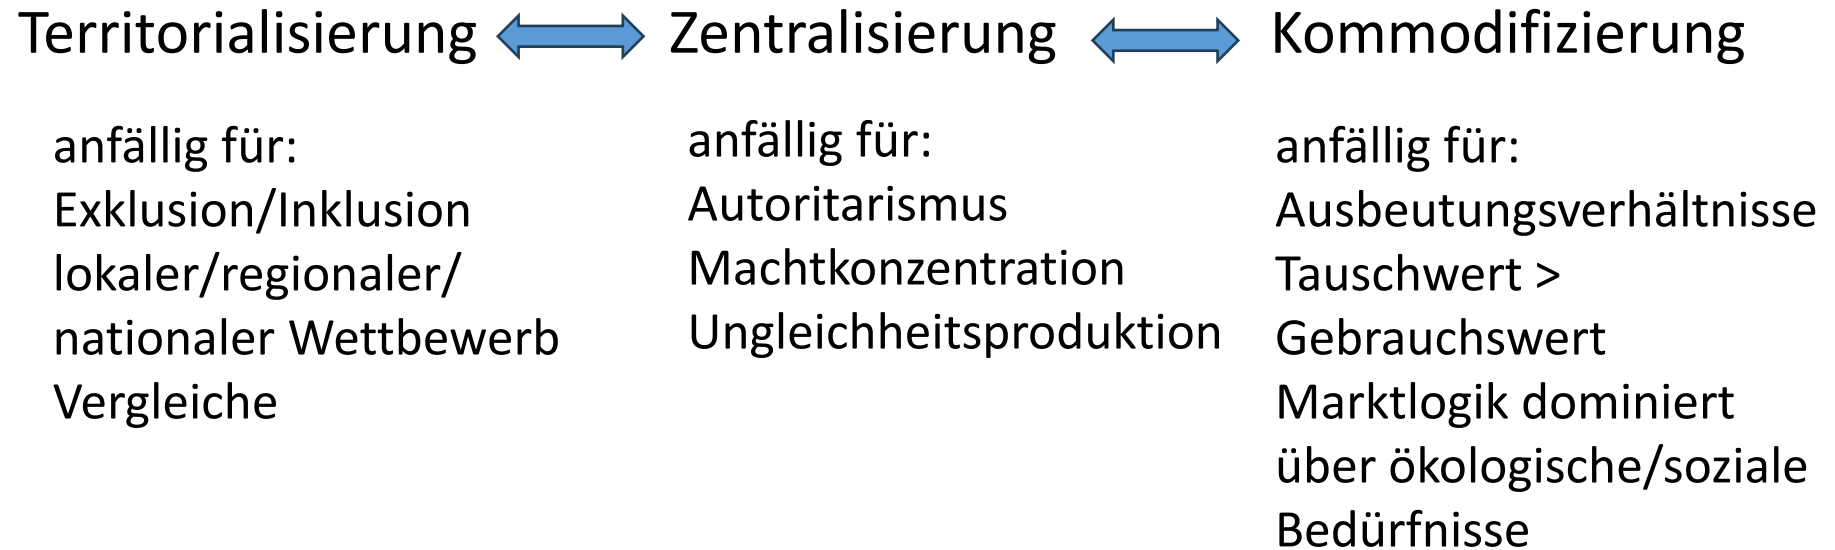 Territorialisierung
Zentralisierung
Kommodifizierung
anfällig für:
Exklusion/Inklusion
lokaler/regionaler/
nationaler Wettbewerb
Vergleiche
anfällig für:
Autoritarismus
Machtkonzentration
Ungleichheitsproduktion
anfällig für:
Ausbeutungsverhältnisse
Tauschwert >
Gebrauchswert
Marktlogik dominiert
über ökologische/soziale
Bedürfnisse